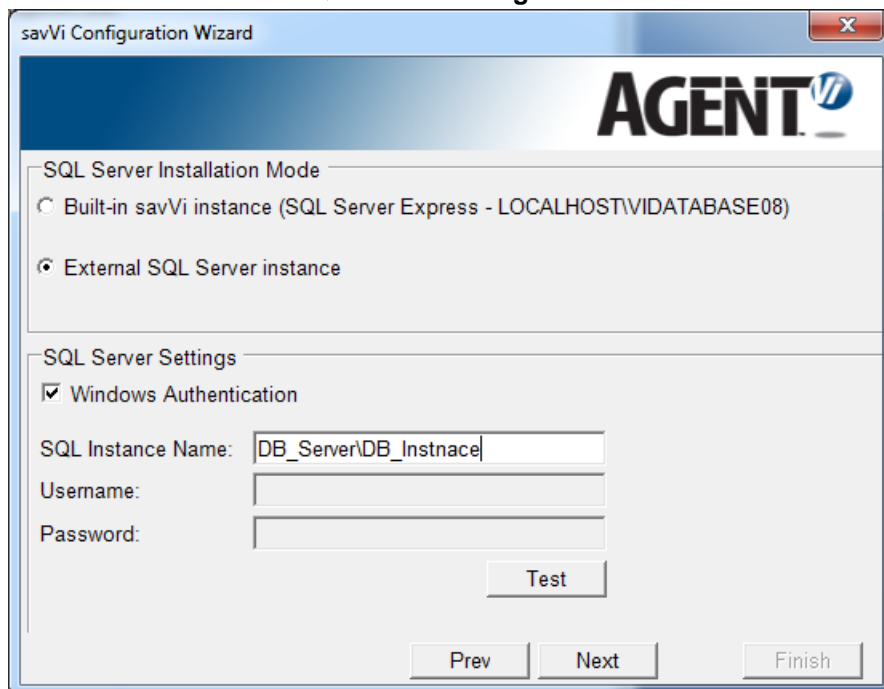 savVi Configuration Wizard
AGENT Vi
SQL Server Installation Mode
Built-in savVi instance (SQL Server Express - LOCALHOST\VIDATABASE08)
External SQL Server instance
SQL Server Settings
Windows Authentication
SQL Instance Name: DB_Server\DB_Instnace
Username:
Password:
Test
Prev Next Finish